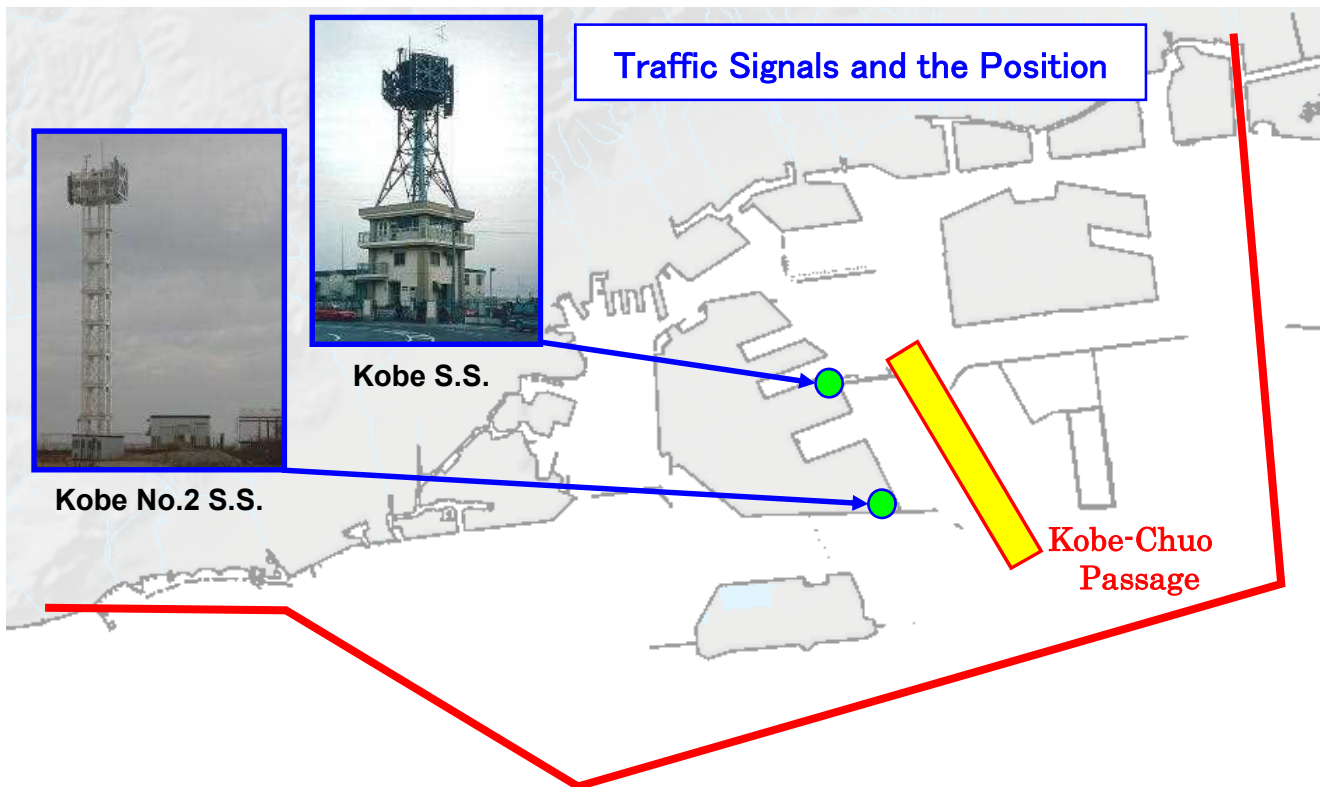 Traffic Signals and the Position
Kobe S.S.
Kobe No.2 S.S.
Kobe-Chuo
Passage